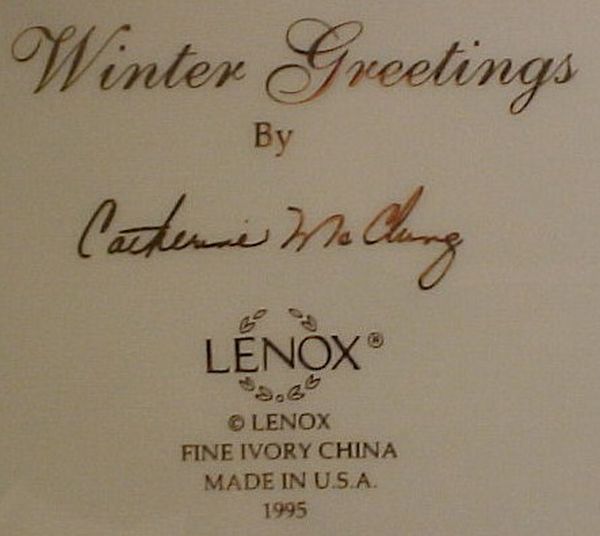 Winter Greetings
By
Catherine McClung
LENOX®
© LENOX
FINE IVORY CHINA
MADE IN U.S.A.
1995